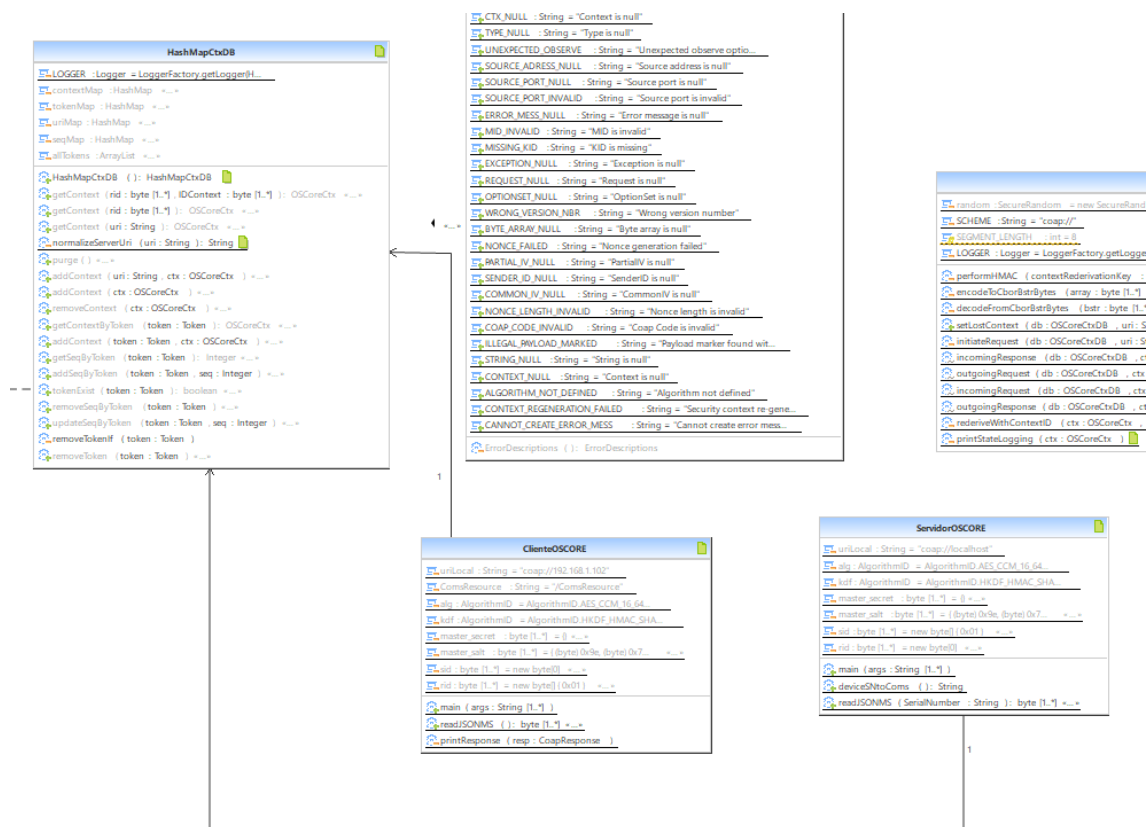 HashMapCtxDB
LOGGER : Logger = LoggerFactory.getLogger(H...
contextMap : HashMap «...»
tokenMap : HashMap «...»
uriMap : HashMap «...»
seqMap : HashMap «...»
allTokens : ArrayList «...»
HashMapCtxDB ( ): HashMapCtxDB
getContext (rid : byte [1..*] , IDContext : byte [1..*] ): OSCoreCtx «...»
getContext (rid : byte [1..*] ): OSCoreCtx «...»
getContext (uri : String ): OSCoreCtx «...»
normalizeServerUri (uri : String ): String
purge ( ) «...»
addContext (uri : String , ctx : OSCoreCtx ) «...»
addContext (ctx : OSCoreCtx ) «...»
removeContext (ctx : OSCoreCtx ) «...»
getContextByToken (token : Token ): OSCoreCtx «...»
addContext (token : Token , ctx : OSCoreCtx ) «...»
getSeqByToken (token : Token ): Integer «...»
addSeqByToken (token : Token , seq : Integer ) «...»
tokenExist (token : Token ): boolean «...»
removeSeqByToken (token : Token ) «...»
updateSeqByToken (token : Token , seq : Integer ) «...»
removeTokenIf (token : Token )
removeToken (token : Token ) «...»
«...»
CTX_NULL : String = "Context is null"
TYPE_NULL : String = "Type is null"
UNEXPECTED_OBSERVE : String = "Unexpected observe optio...
SOURCE_ADRESS_NULL : String = "Source address is null"
SOURCE_PORT_NULL : String = "Source port is null"
SOURCE_PORT_INVALID : String = "Source port is invalid"
ERROR_MESS_NULL : String = "Error message is null"
MID_INVALID : String = "MID is invalid"
MISSING_KID : String = "KID is missing"
EXCEPTION_NULL : String = "Exception is null"
REQUEST_NULL : String = "Request is null"
OPTIONSET_NULL : String = "OptionSet is null"
WRONG_VERSION_NBR : String = "Wrong version number"
BYTE_ARRAY_NULL : String = "Byte array is null"
NONCE_FAILED : String = "Nonce generation failed"
PARTIAL_IV_NULL : String = "PartialIV is null"
SENDER_ID_NULL : String = "SenderID is null"
COMMON_IV_NULL : String = "CommonIV is null"
NONCE_LENGTH_INVALID : String = "Nonce length is invalid"
COAP_CODE_INVALID : String = "Coap Code is invalid"
ILLEGAL_PAYLOAD_MARKED : String = "Payload marker found wit...
STRING_NULL : String = "String is null"
CONTEXT_NULL : String = "Context is null"
ALGORITHM_NOT_DEFINED : String = "Algorithm not defined"
CONTEXT_REGENERATION_FAILED : String = "Security context re-gene...
CANNOT_CREATE_ERROR_MESS : String = "Cannot create error mess...
ErrorDescriptions ( ): ErrorDescriptions
random : SecureRandom = new SecureRand
SCHEME : String = "coap://"
SEGMENT_LENGTH : int = 8
LOGGER : Logger = LoggerFactory.getLogge
performHMAC (contextRederivationKey :
encodeToCborBstrBytes (array : byte [1..*]
decodeFromCborBstrBytes (bstr : byte [1..*
setLostContext (db : OSCoreCtxDB , uri : S
initiateRequest (db : OSCoreCtxDB , uri : S
incomingResponse (db : OSCoreCtxDB , ct
outgoingRequest (db : OSCoreCtxDB , ctx
incomingRequest (db : OSCoreCtxDB , ctx
outgoingResponse (db : OSCoreCtxDB , ct
rederiveWithContextID (ctx : OSCoreCtx ,
printStateLogging (ctx : OSCoreCtx )
1
ClienteOSCORE
uriLocal : String = "coap://192.168.1.102"
ComsResource : String = "/ComsResource"
alg : AlgorithmID = AlgorithmID.AES_CCM_16_64...
kdf : AlgorithmID = AlgorithmID.HKDF_HMAC_SHA...
master_secret : byte [1..*] = {} «...»
master_salt : byte [1..*] = { (byte) 0x9e, (byte) 0x7... «...»
sid : byte [1..*] = new byte[0] «...»
rid : byte [1..*] = new byte[] { 0x01 } «...»
main (args : String [1..*] )
readJSONMS ( ): byte [1..*] «...»
printResponse (resp : CoapResponse )
ServidorOSCORE
uriLocal : String = "coap://localhost"
alg : AlgorithmID = AlgorithmID.AES_CCM_16_64...
kdf : AlgorithmID = AlgorithmID.HKDF_HMAC_SHA...
master_secret : byte [1..*] = {} «...»
master_salt : byte [1..*] = { (byte) 0x9e, (byte) 0x7... «...»
sid : byte [1..*] = new byte[] { 0x01 } «...»
rid : byte [1..*] = new byte[0] «...»
main (args : String [1..*] )
deviceSNtoComs ( ): String
readJSONMS (SerialNumber : String ): byte [1..*] «...»
1